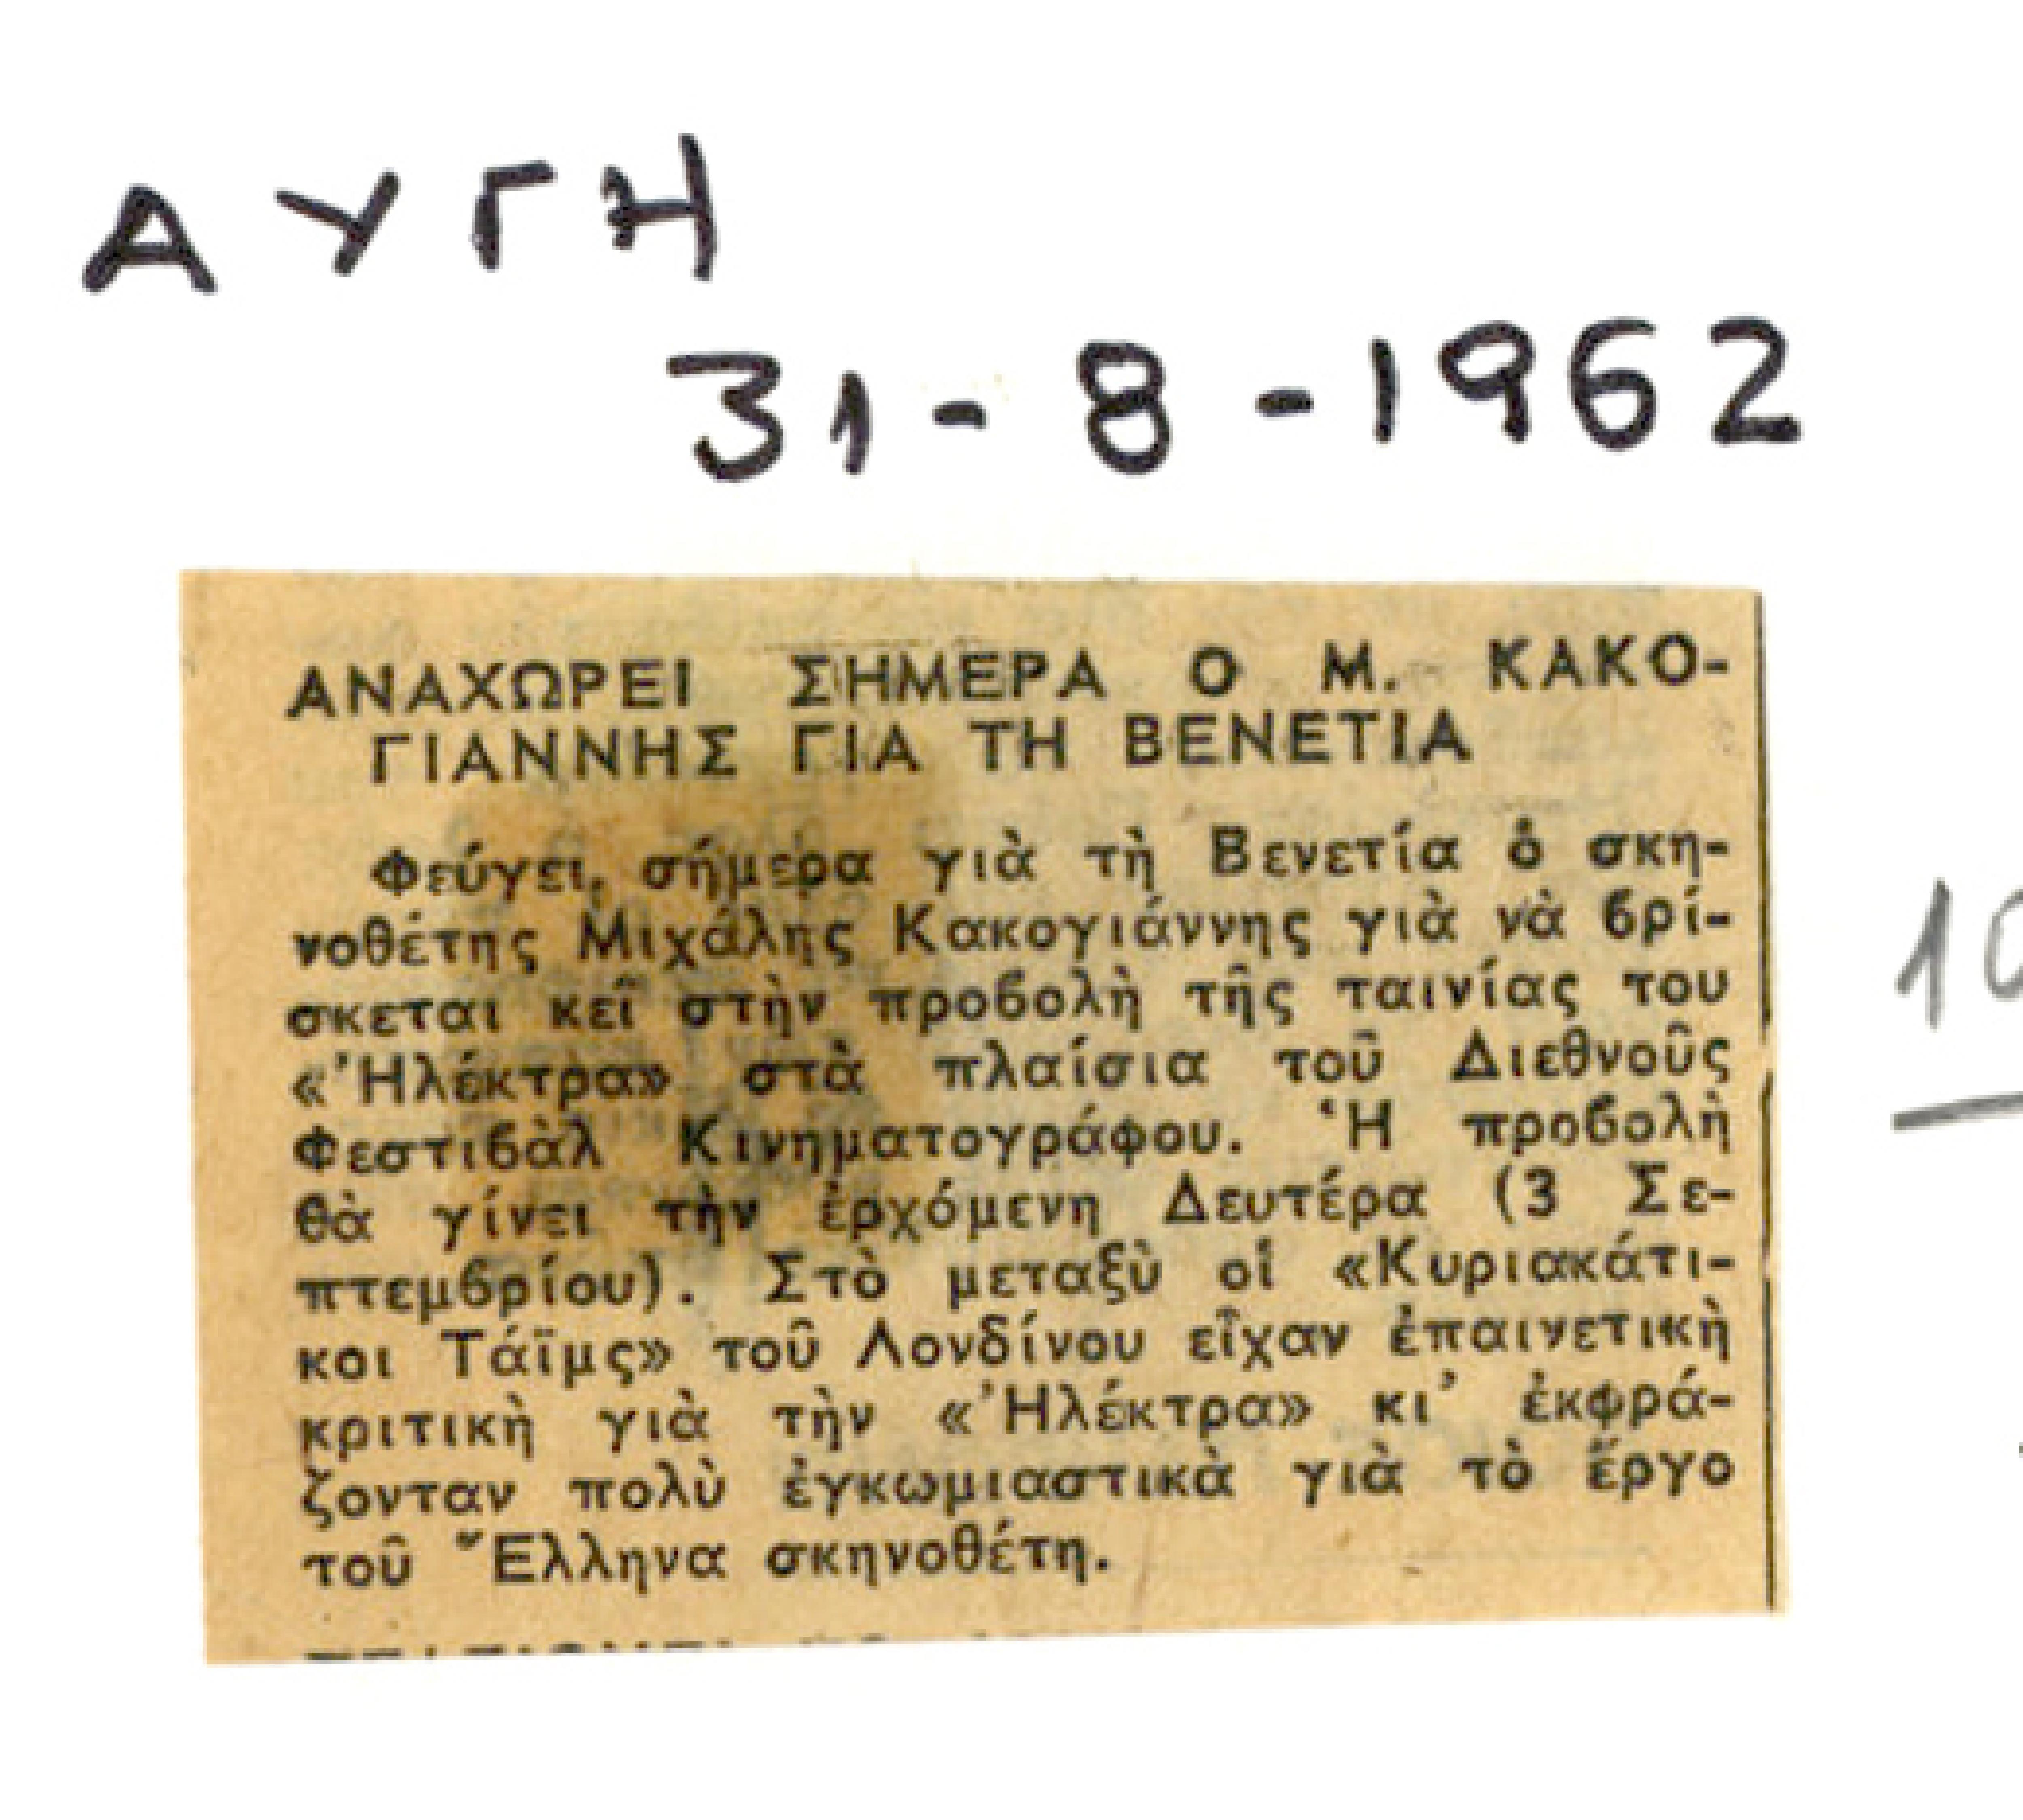 ΑΥΓΗ
31-8-1962
ΑΝΑΧΩΡΕΙ ΣΗΜΕΡΑ Ο Μ. ΚΑΚΟ-
ΓΙΑΝΝΗΣ ΓΙΑ ΤΗ ΒΕΝΕΤΙΑ
Φεύγει σήμερα γιὰ τὴ Βενετία ὁ σκη-
νοθέτης Μιχάλης Κακογιάννης γιὰ νὰ βρί-
σκεται κεῖ στὴν προβολὴ τῆς ταινίας του
«Ἠλέκτρα» στὰ πλαίσια τοῦ Διεθνοῦς
Φεστιβὰλ Κινηματογράφου. Ἡ προβολὴ
θὰ γίνει τὴν ἐρχόμενη Δευτέρα (3 Σε-
πτεμβρίου). Στὸ μεταξὺ οἱ «Κυριακάτι-
κοι Τάϊμς» τοῦ Λονδίνου εἶχαν ἐπαινετικὴ
κριτικὴ γιὰ τὴν «Ἠλέκτρα» κι' ἐκφρά-
ζονταν πολὺ ἐγκωμιαστικὰ γιὰ τὸ ἔργο
τοῦ Ἕλληνα σκηνοθέτη.